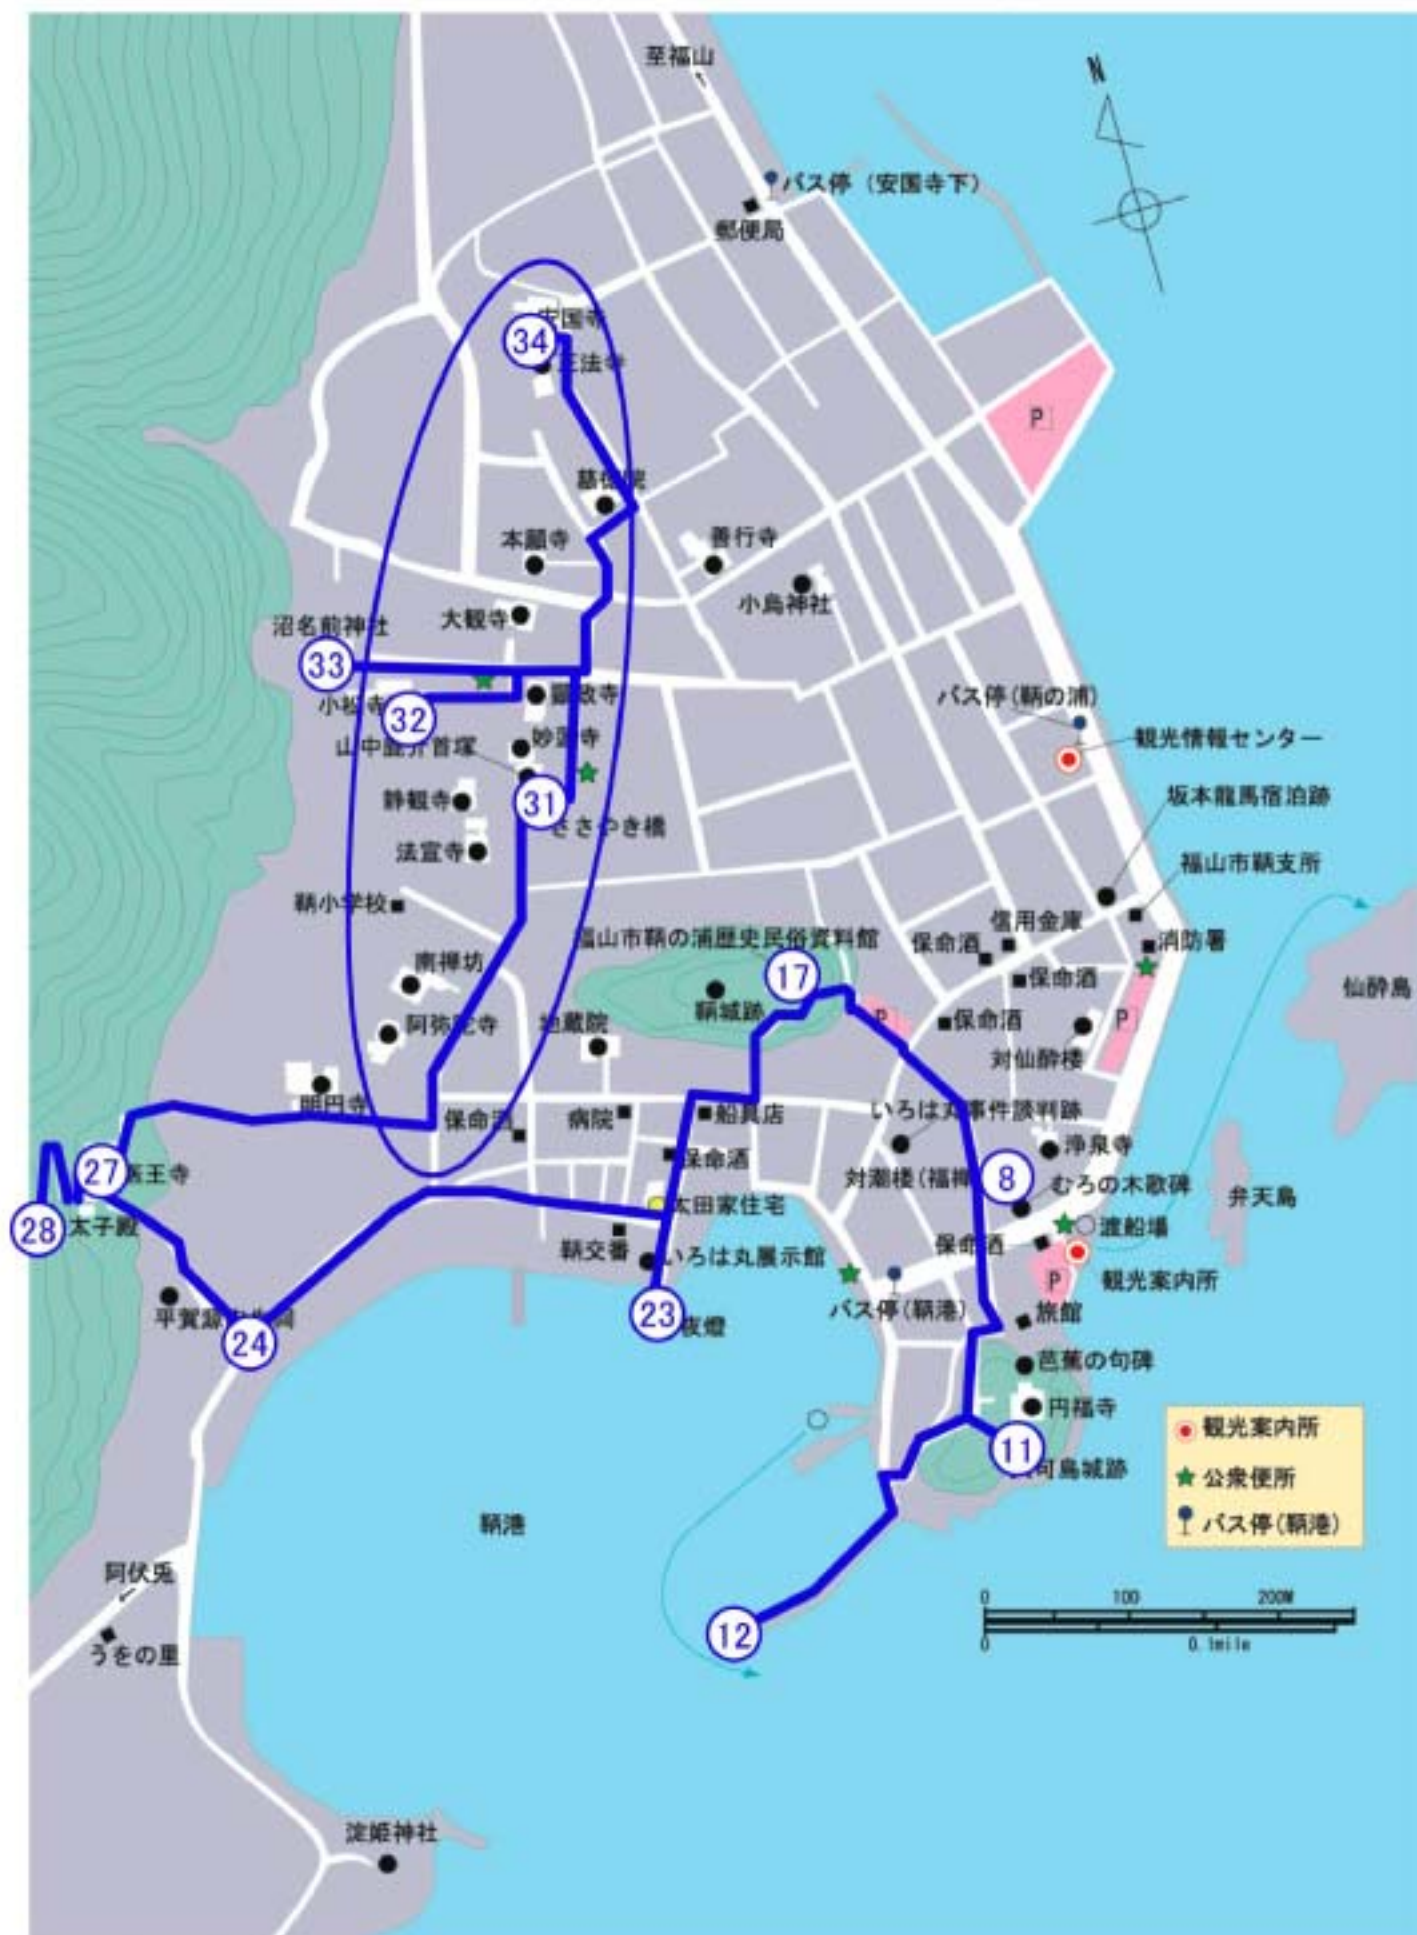 至福山
N
バス停(安国寺下)
郵便局
安国寺
34
正法寺
P
慈徳院
本願寺
善行寺
小烏神社
大観寺
沼名前神社
33
小松寺
32
顕政寺
バス停(鞆の浦)
観光情報センター
山中鹿介首塚
妙蓮寺
静観寺
31
ささやき橋
坂本龍馬宿泊跡
法宣寺
福山市鞆支所
鞆小学校
信用金庫
保命酒
消防署
福山市鞆の浦歴史民俗資料館
17
保命酒
仙酔島
南禅坊
鞆城跡
P
保命酒
P
阿弥陀寺
地蔵院
対仙酔楼
明円寺
保命酒
病院
船具店
いろは丸事件談判跡
浄泉寺
27
医王寺
保命酒
対潮楼(福禅
8
むろの木歌碑
弁天島
28
太子殿
太田家住宅
渡船場
鞆交番
いろは丸展示館
保命酒
観光案内所
P
平賀源
24
23
夜燈
バス停(鞆港)
旅館
芭蕉の句碑
円福寺
11
可島城跡
観光案内所
公衆便所
バス停(鞆港)
鞆港
阿伏兎
うをの里
12
0 100 200M
0 0.1mile
淀姫神社